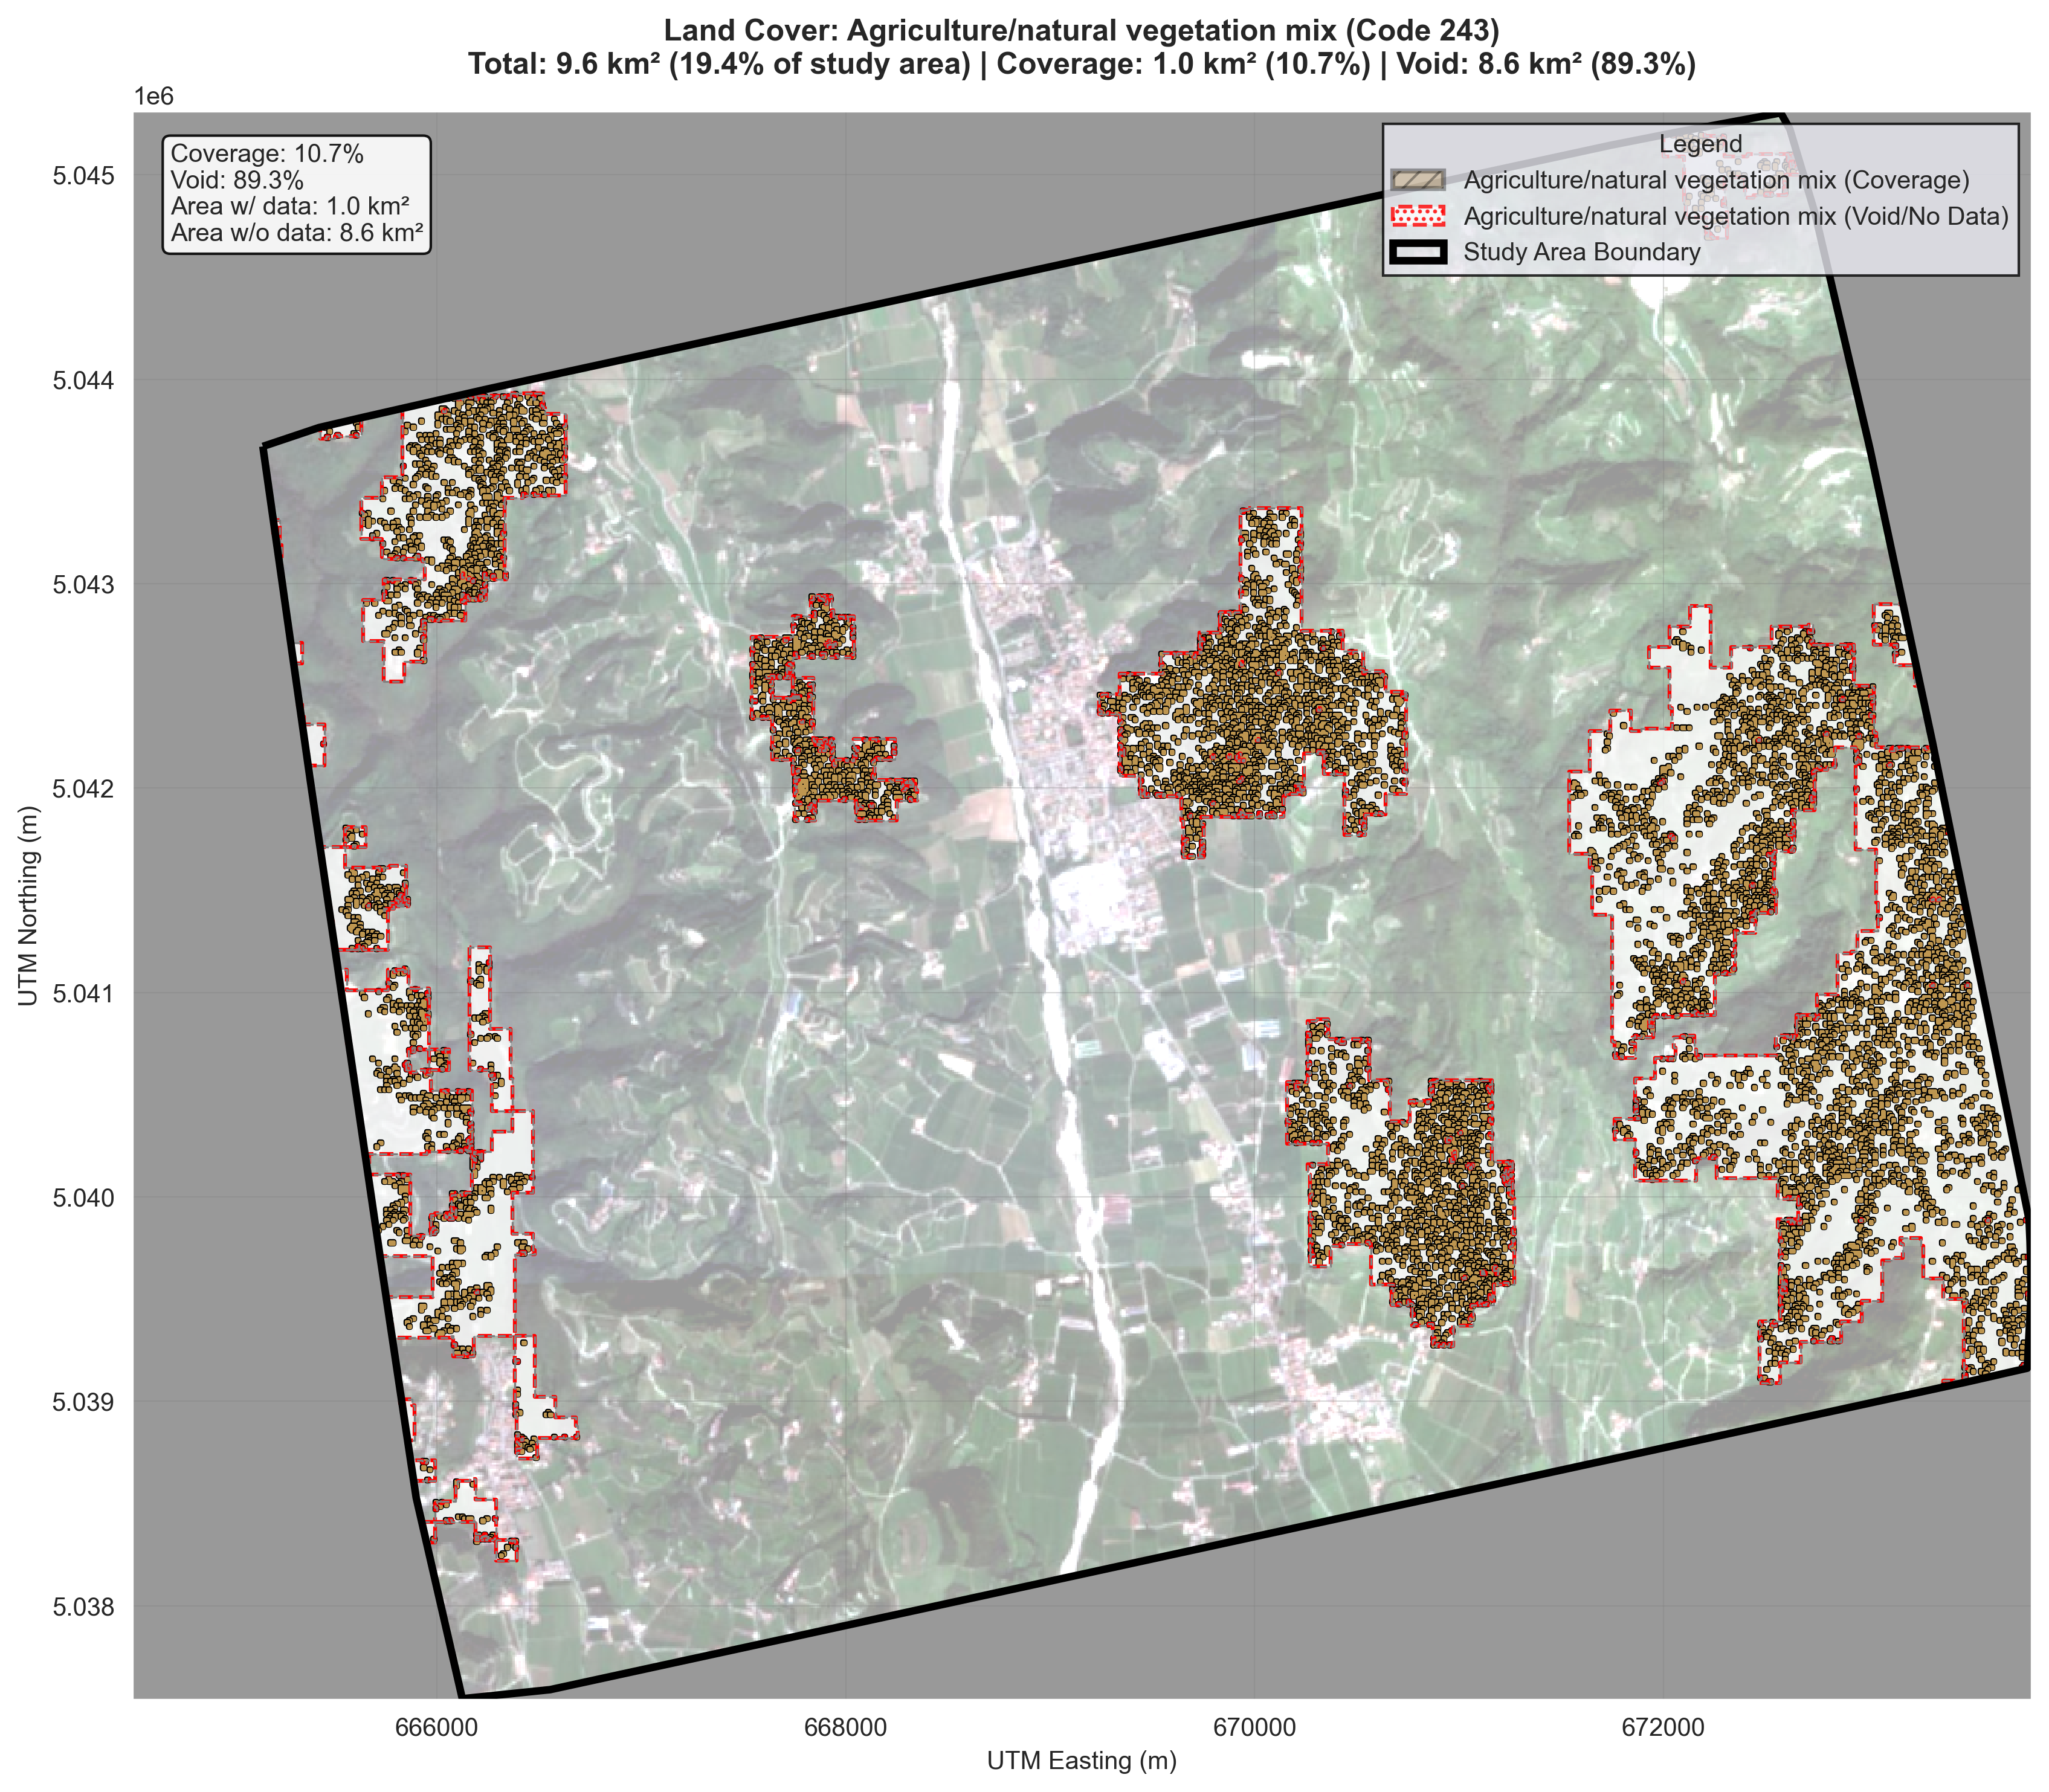 Land Cover: Agriculture/natural vegetation mix (Code 243)
Total: 9.6 km² (19.4% of study area) | Coverage: 1.0 km² (10.7%) | Void: 8.6 km² (89.3%)
1e6
Coverage: 10.7%
Void: 89.3%
Area w/ data: 1.0 km²
Area w/o data: 8.6 km²
Legend
Agriculture/natural vegetation mix (Coverage)
Agriculture/natural vegetation mix (Void/No Data)
Study Area Boundary
5.045
5.044
5.043
5.042
5.041
5.040
5.039
5.038
UTM Northing (m)
666000
668000
670000
672000
UTM Easting (m)